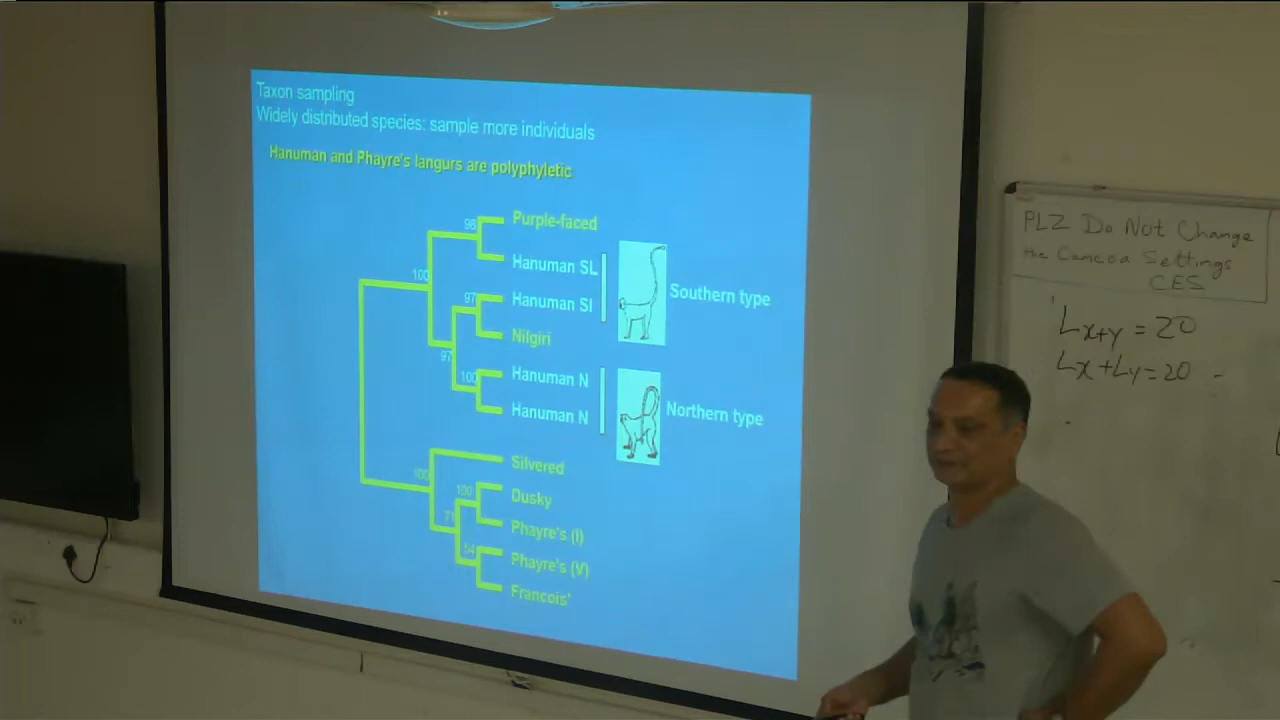 Taxon sampling
Widely distributed species: sample more individuals
Hanuman and Phayre's langurs are polyphyletic
98
Purple-faced
Hanuman SL
100
97
Hanuman SI
Southern type
Nilgiri
97
100
Hanuman N
Hanuman N
Northern type
100
Silvered
100
Dusky
71
Phayre's (I)
54
Phayre's (V)
Francois'
PLZ Do Not Change
the Camera Settings
CES
Lx+y = 20
Lx+Ly=20 -